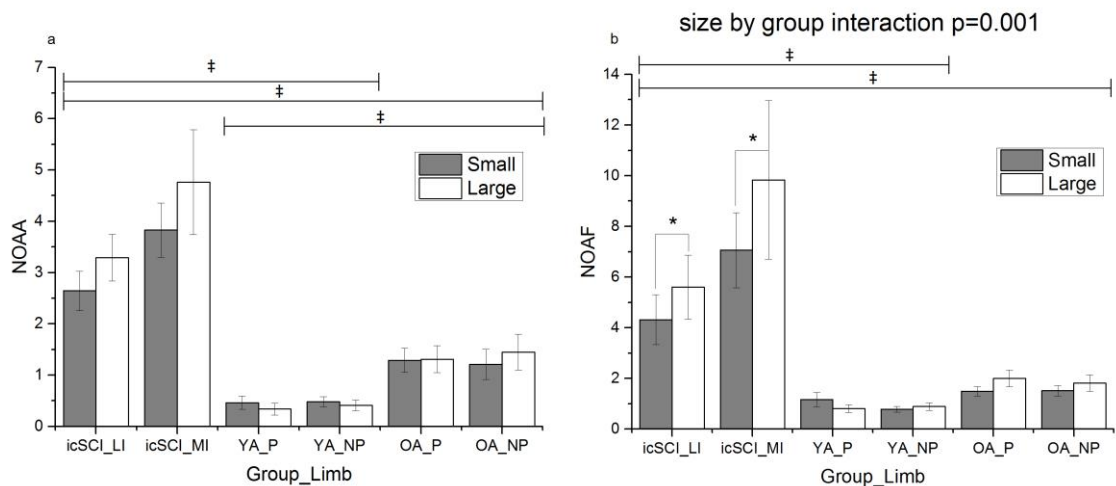 a
7
6
5
4
3
2
1
0
NOAA
‡
‡
‡
Small
Large
icSCI_LI
icSCI_MI
YA_P
YA_NP
OA_P
OA_NP
Group_Limb
size by group interaction p=0.001
b
14
12
10
8
6
4
2
0
NOAF
‡
‡
*
*
Small
Large
icSCI_LI
icSCI_MI
YA_P
YA_NP
OA_P
OA_NP
Group_Limb